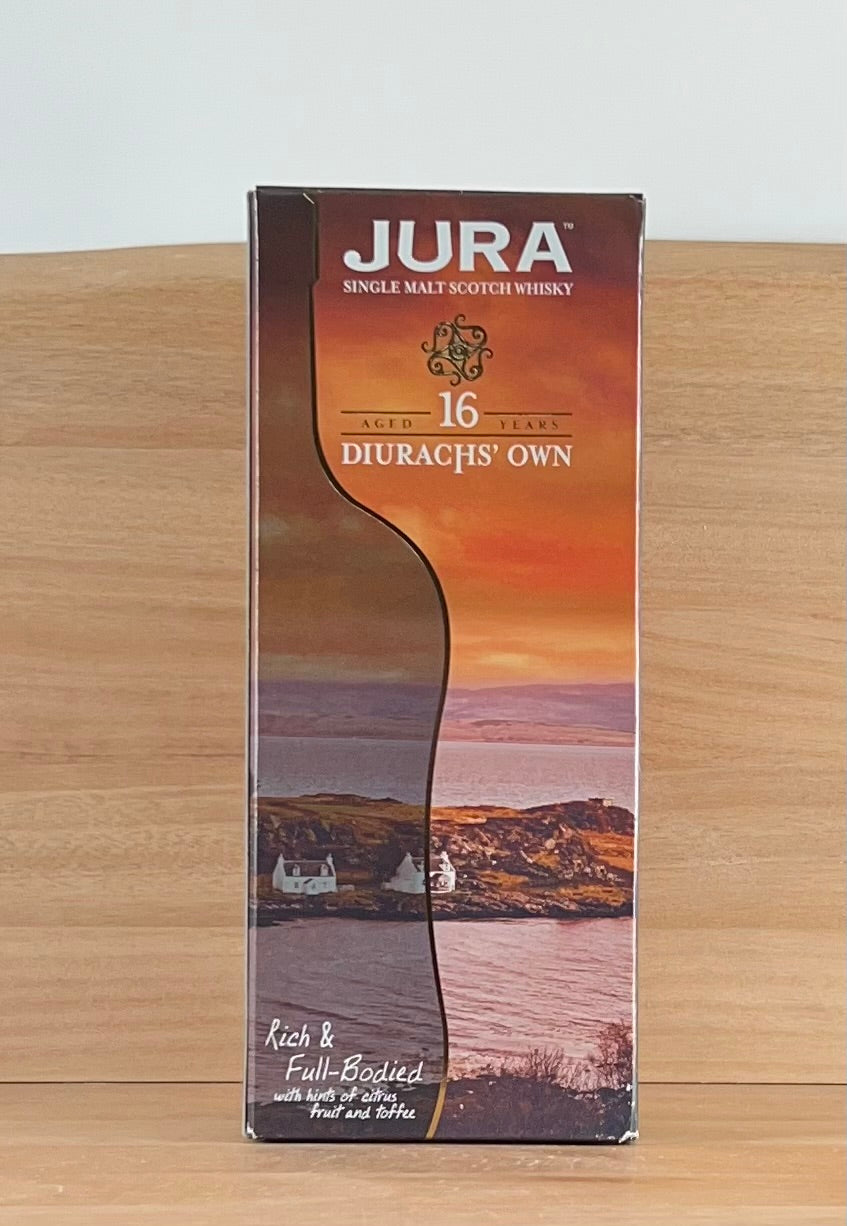 JURA™
SINGLE MALT SCOTCH WHISKY
AGED 16 YEARS
DIURACHS' OWN
Rich &
Full-Bodied
with hints of citrus
fruit and toffee